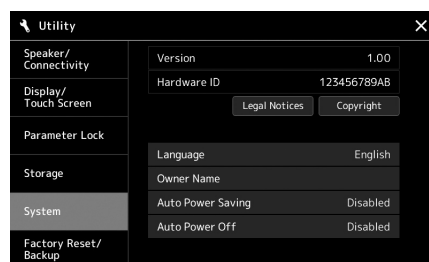 Utility
Speaker/
Connectivity
Display/
Touch Screen
Parameter Lock
Storage
System
Factory Reset/
Backup
Version 1.00
Hardware ID 123456789AB
Legal Notices Copyright
Language English
Owner Name
Auto Power Saving Disabled
Auto Power Off Disabled